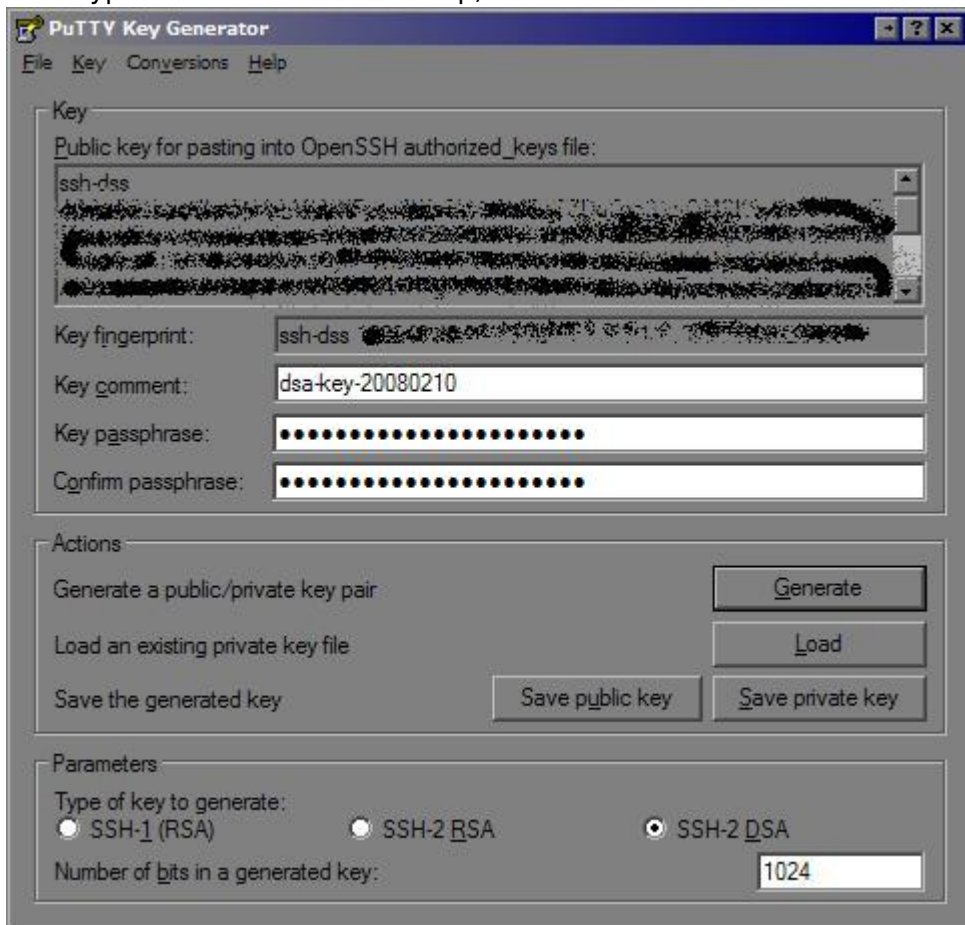 PuTTY Key Generator
File Key Conversions Help
Key
Public key for pasting into OpenSSH authorized_keys file:
ssh-dss
Key fingerprint: ssh-dss
Key comment: dsa-key-20080210
Key passphrase: ●●●●●●●●●●●●●●●●●●●●●●●
Confirm passphrase: ●●●●●●●●●●●●●●●●●●●●●●●
Actions
Generate a public/private key pair Generate
Load an existing private key file Load
Save the generated key Save public key Save private key
Parameters
Type of key to generate:
SSH-1 (RSA) SSH-2 RSA SSH-2 DSA
Number of bits in a generated key: 1024